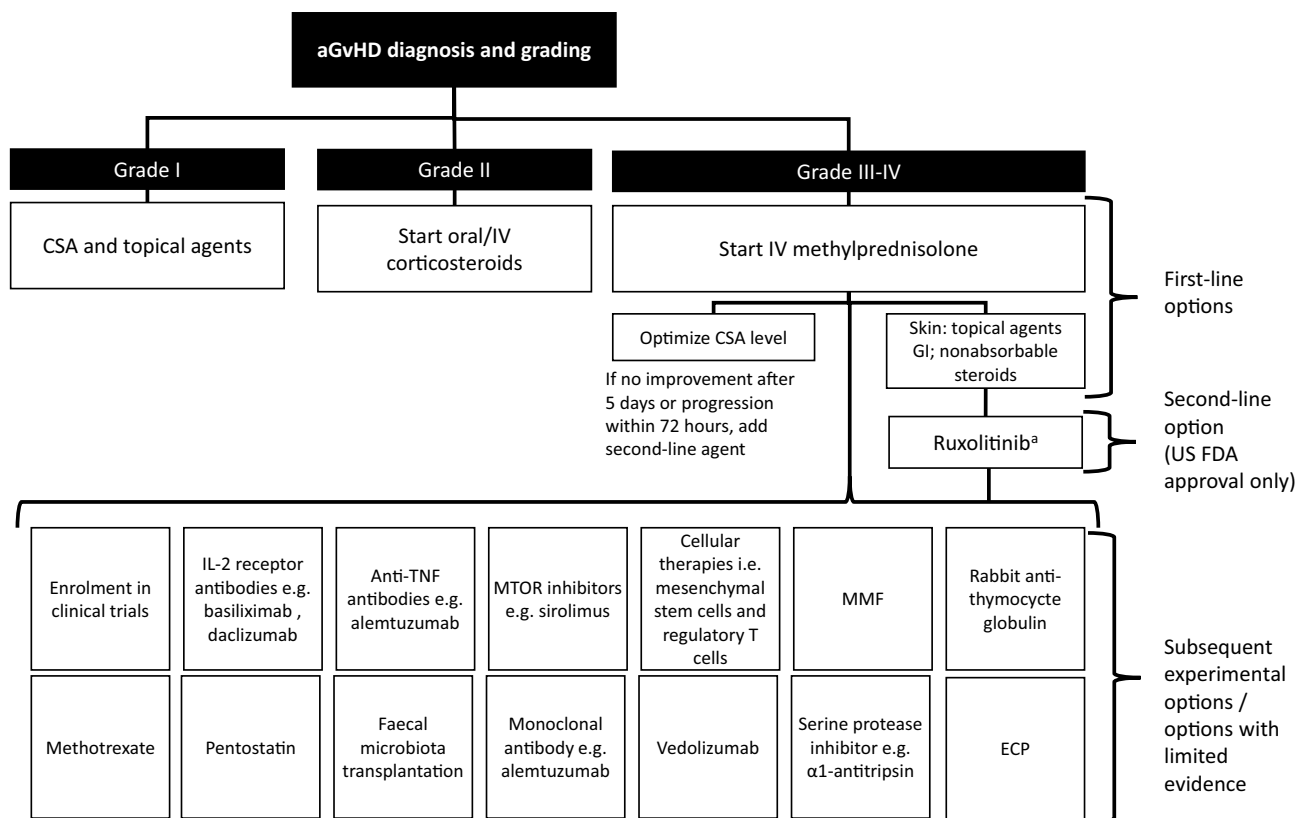 aGvHD diagnosis and grading
Grade I
Grade II
Grade III-IV
CSA and topical agents
Start oral/IV
corticosteroids
Start IV methylprednisolone
First-line
options
Optimize CSA level
Skin: topical agents
GI; nonabsorbable
steroids
If no improvement after
5 days or progression
within 72 hours, add
second-line agent
Ruxolitinibᵃ
Second-line
option
(US FDA
approval only)
Enrolment in
clinical trials
IL-2 receptor
antibodies e.g.
basiliximab ,
daclizumab
Anti-TNF
antibodies e.g.
alemtuzumab
MTOR inhibitors
e.g. sirolimus
Cellular
therapies i.e.
mesenchymal
stem cells and
regulatory T
cells
MMF
Rabbit anti-
thymocycte
globulin
Methotrexate
Pentostatin
Faecal
microbiota
transplantation
Monoclonal
antibody e.g.
alemtuzumab
Vedolizumab
Serine protease
inhibitor e.g.
α1-antitripsin
ECP
Subsequent
experimental
options /
options with
limited
evidence